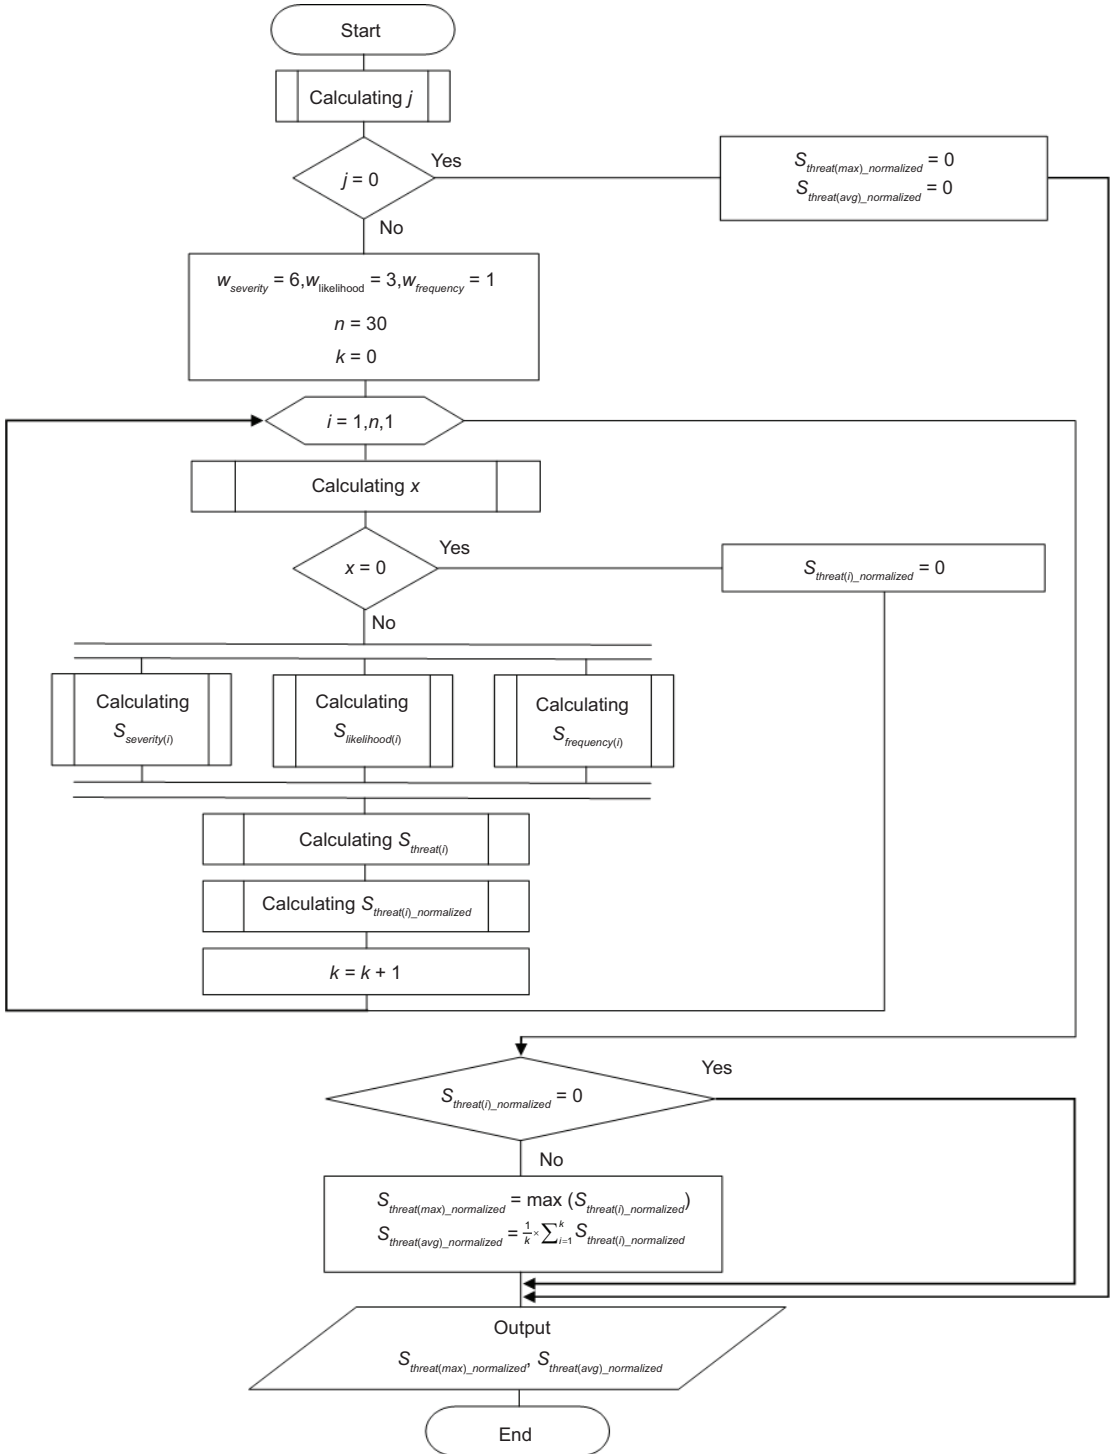 Start
Calculating j
j = 0
Yes
No
S_threat(max)_normalized = 0
S_threat(avg)_normalized = 0
w_severity = 6,w_likelihood = 3,w_frequency = 1
n = 30
k = 0
i = 1,n,1
Calculating x
x = 0
Yes
No
S_threat(i)_normalized = 0
Calculating
S_severity(i)
Calculating
S_likelihood(i)
Calculating
S_frequency(i)
Calculating S_threat(i)
Calculating S_threat(i)_normalized
k = k + 1
S_threat(i)_normalized = 0
Yes
No
S_threat(max)_normalized = max (S_threat(i)_normalized)
S_threat(avg)_normalized = 1/k × ∑_{i=1}^{k} S_threat(i)_normalized
Output
S_threat(max)_normalized, S_threat(avg)_normalized
End